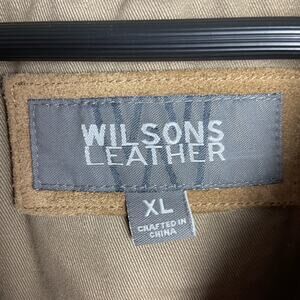 WILSONS
LEATHER
XL
CRAFTED IN
CHINA